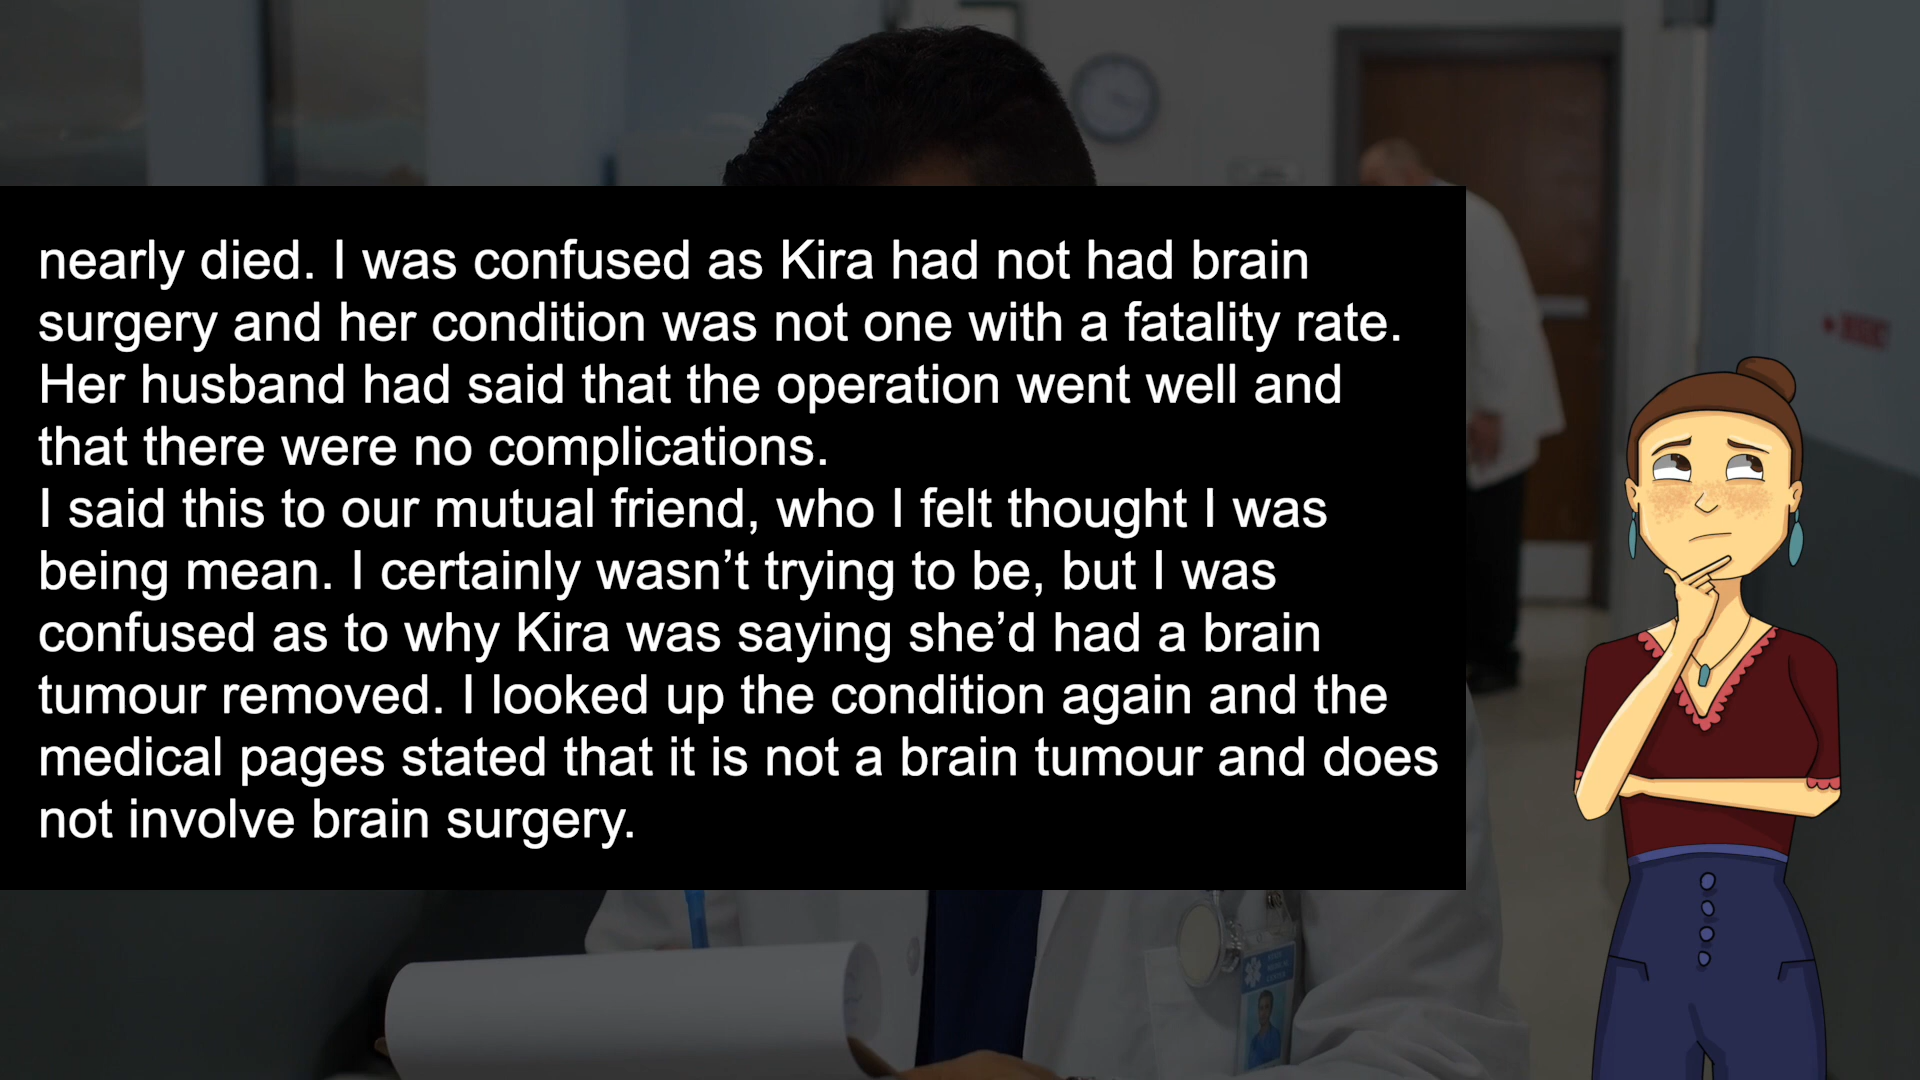 nearly died. I was confused as Kira had not had brain
surgery and her condition was not one with a fatality rate.
Her husband had said that the operation went well and
that there were no complications.
I said this to our mutual friend, who I felt thought I was
being mean. I certainly wasn’t trying to be, but I was
confused as to why Kira was saying she’d had a brain
tumour removed. I looked up the condition again and the
medical pages stated that it is not a brain tumour and does
not involve brain surgery.